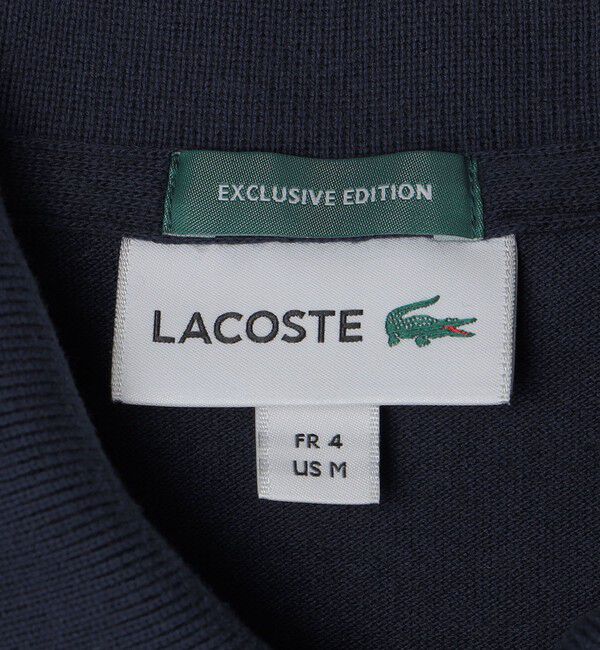 EXCLUSIVE EDITION
LACOSTE
FR 4
US M